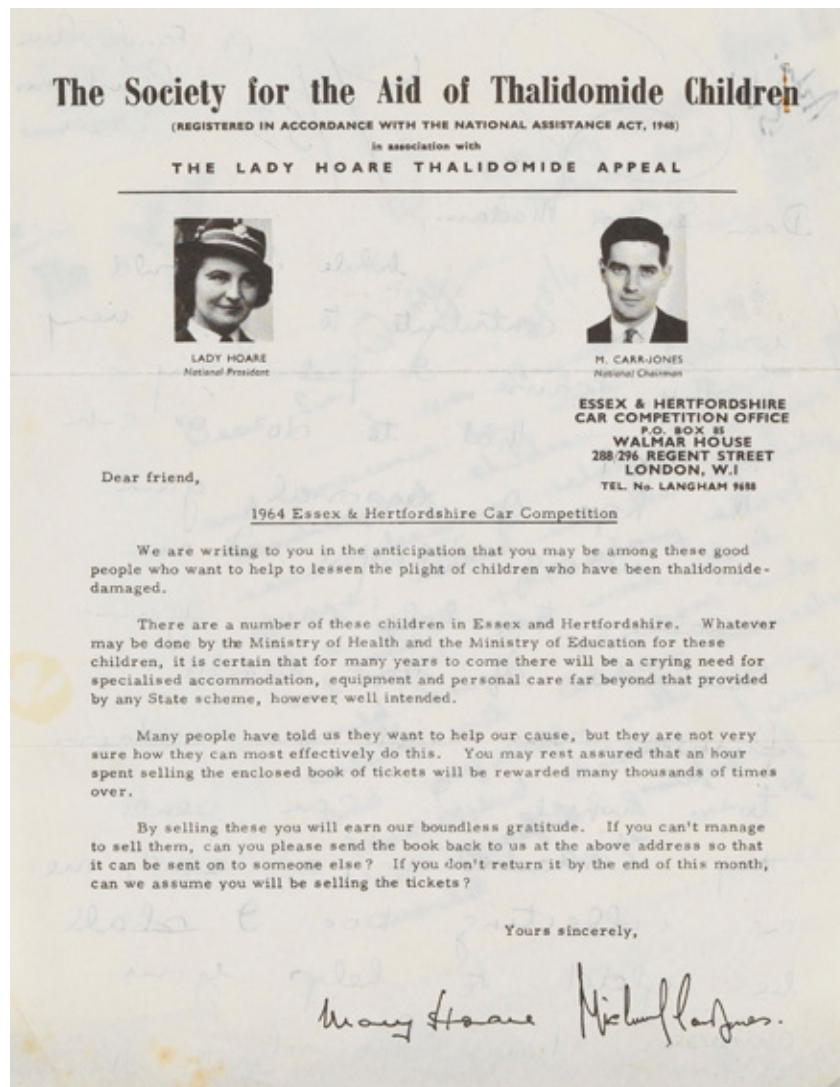 The Society for the Aid of Thalidomide Children
(REGISTERED IN ACCORDANCE WITH THE NATIONAL ASSISTANCE ACT, 1948)
in association with
THE LADY HOARE THALIDOMIDE APPEAL
LADY HOARE
National President
M. CARR-JONES
National Chairman
ESSEX & HERTFORDSHIRE
CAR COMPETITION OFFICE
P.O. BOX 85
WALMAR HOUSE
288/296 REGENT STREET
LONDON, W.1
TEL. No. LANGHAM 9688
Dear friend,
1964 Essex & Hertfordshire Car Competition
We are writing to you in the anticipation that you may be among these good
people who want to help to lessen the plight of children who have been thalidomide-
damaged.
There are a number of these children in Essex and Hertfordshire. Whatever
may be done by the Ministry of Health and the Ministry of Education for these
children, it is certain that for many years to come there will be a crying need for
specialised accommodation, equipment and personal care far beyond that provided
by any State scheme, however, well intended.
Many people have told us they want to help our cause, but they are not very
sure how they can most effectively do this. You may rest assured that an hour
spent selling the enclosed book of tickets will be rewarded many thousands of times
over.
By selling these you will earn our boundless gratitude. If you can't manage
to sell them, can you please send the book back to us at the above address so that
it can be sent on to someone else? If you don't return it by the end of this month,
can we assume you will be selling the tickets?
Yours sincerely,
Mary Hoare Michael Carr-Jones.